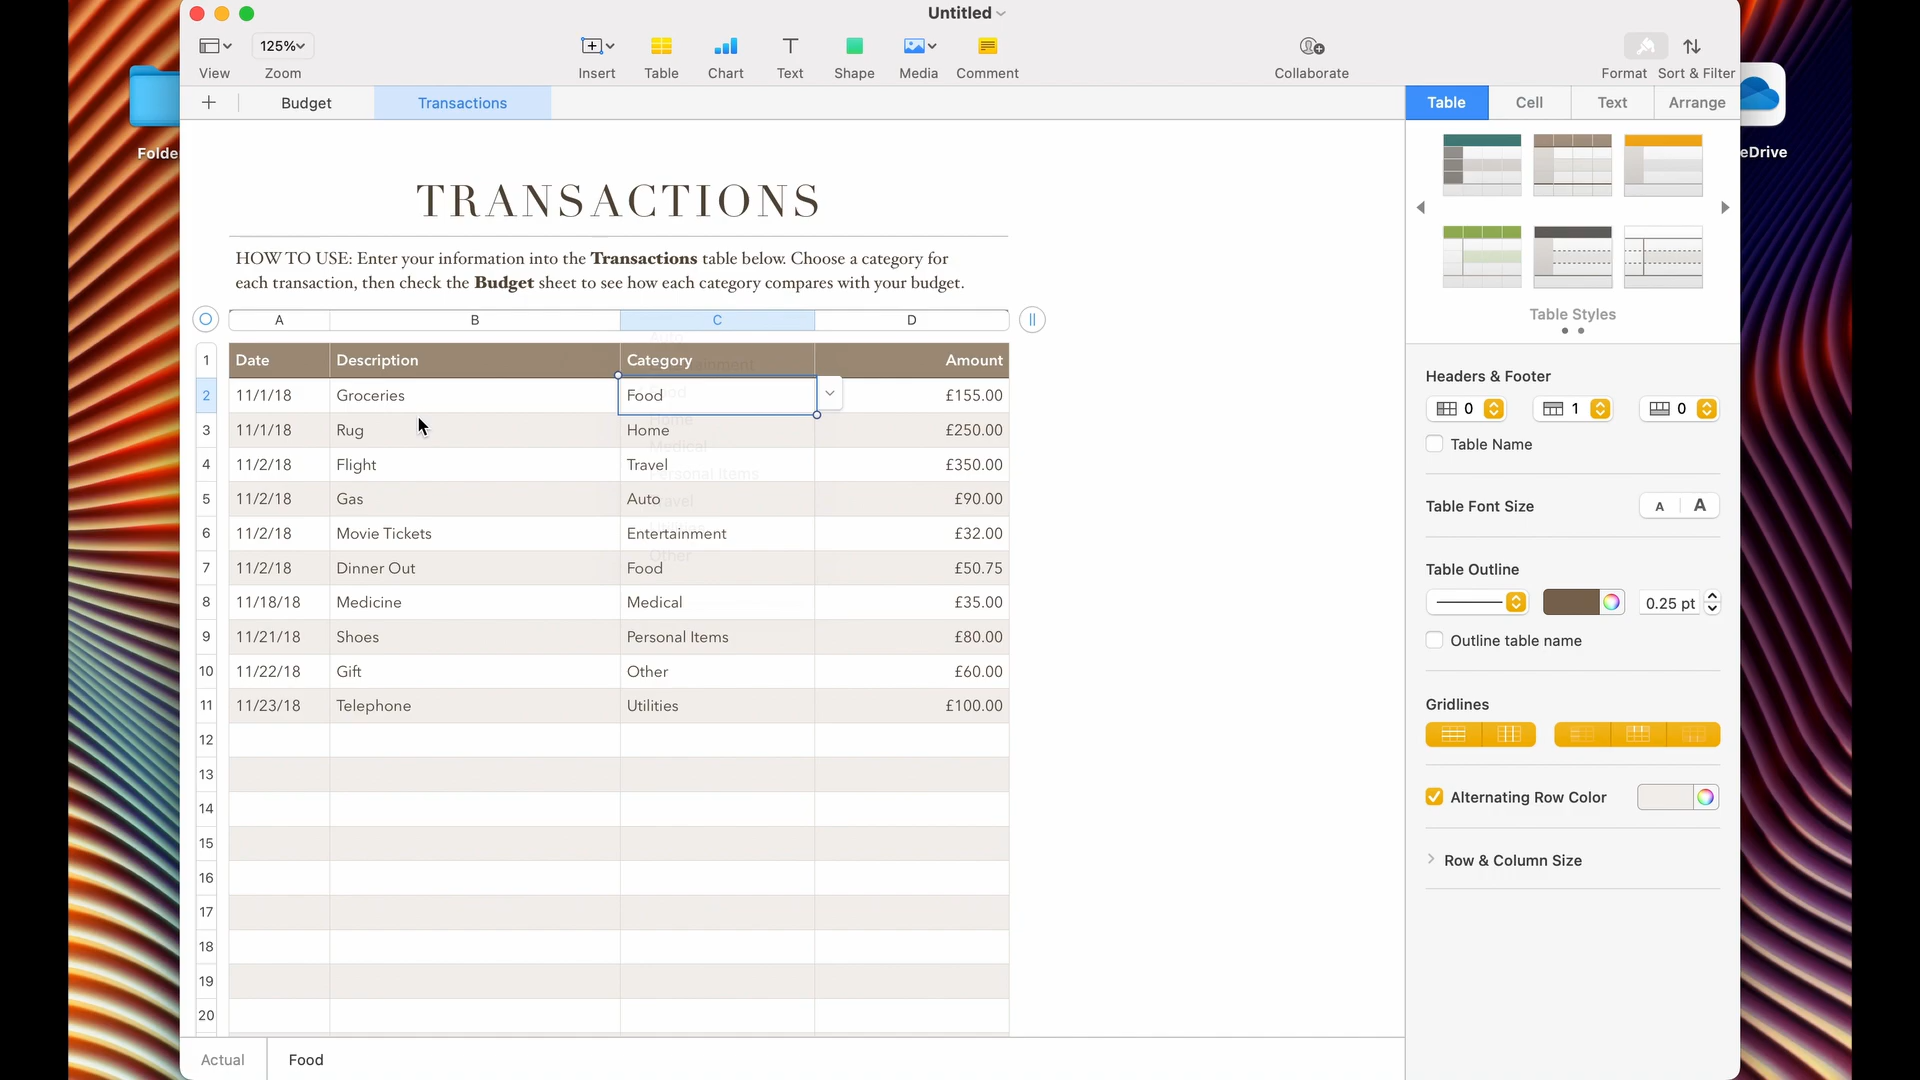 Untitled
125%
View
Zoom
Insert
Table
Chart
Text
Shape
Media
Comment
Collaborate
Format
Sort & Filter
Budget
Transactions
Table
Cell
Text
Arrange
Folde
eDrive
TRANSACTIONS
HOW TO USE: Enter your information into the Transactions table below. Choose a category for
each transaction, then check the Budget sheet to see how each category compares with your budget.
A B C D
1 Date Description Category Amount
2 11/1/18 Groceries Food £155.00
3 11/1/18 Rug Home £250.00
4 11/2/18 Flight Travel £350.00
5 11/2/18 Gas Auto £90.00
6 11/2/18 Movie Tickets Entertainment £32.00
7 11/2/18 Dinner Out Food £50.75
8 11/18/18 Medicine Medical £35.00
9 11/21/18 Shoes Personal Items £80.00
10 11/22/18 Gift Other £60.00
11 11/23/18 Telephone Utilities £100.00
12
13
14
15
16
17
18
19
20
Auto
Home
Medical
Personal Items
Other
Actual
Food
Table Styles
Headers & Footer
0 1 0
Table Name
Table Font Size
A A
Table Outline
0.25 pt
Outline table name
Gridlines
Alternating Row Color
Row & Column Size